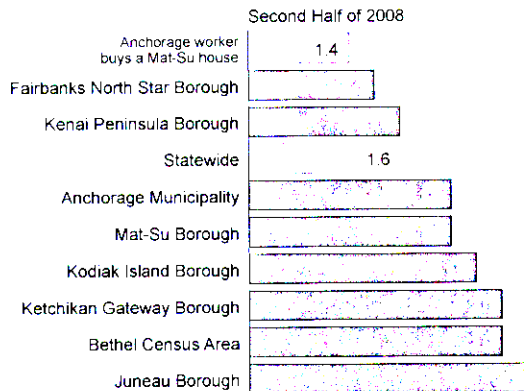 Second Half of 2008
Anchorage worker
buys a Mat-Su house
1.4
Fairbanks North Star Borough
Kenai Peninsula Borough
Statewide
1.6
Anchorage Municipality
Mat-Su Borough
Kodiak Island Borough
Ketchikan Gateway Borough
Bethel Census Area
Juneau Borough